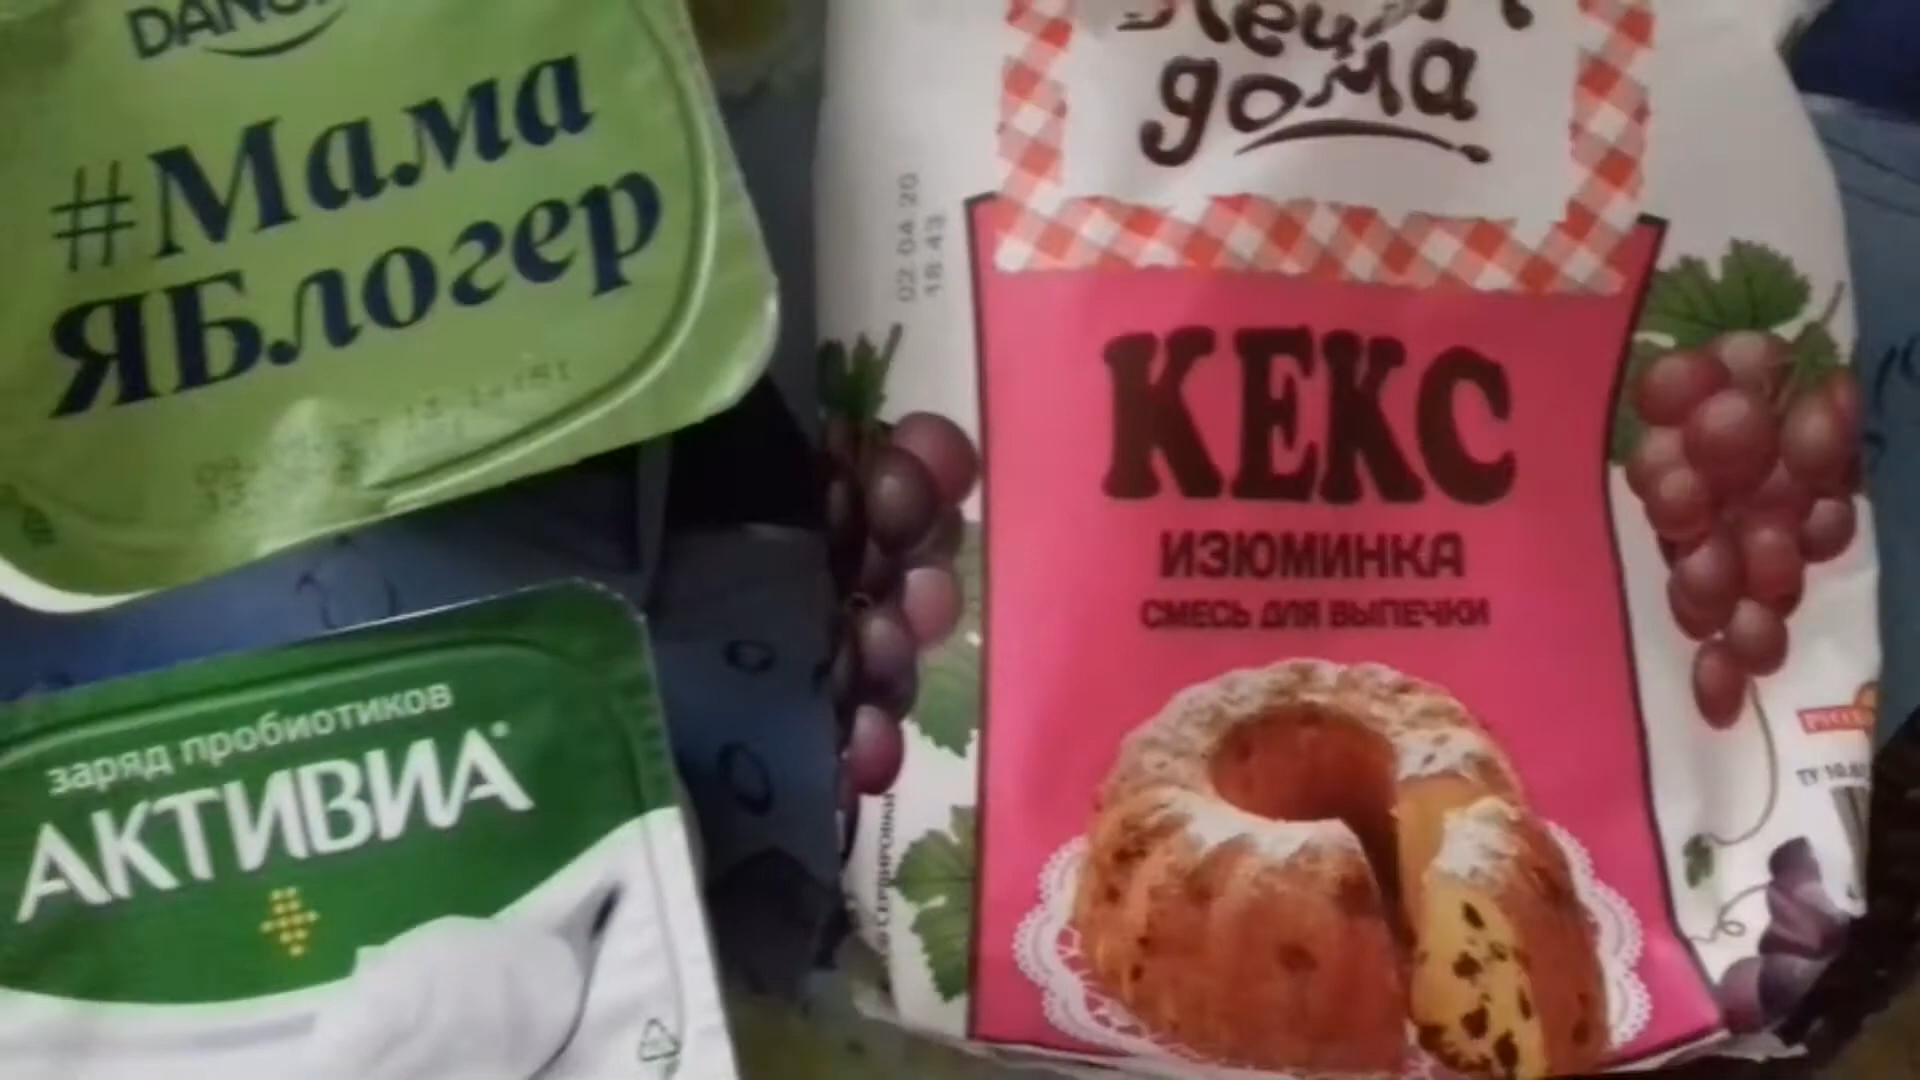 #Мама
ЯБлогер
заряд пробиотиков
АКТИВИА
дома
02 04 20
18:43
КЕКС
ИЗЮМИНКА
СМЕСЬ ДЛЯ ВЫПЕЧКИ